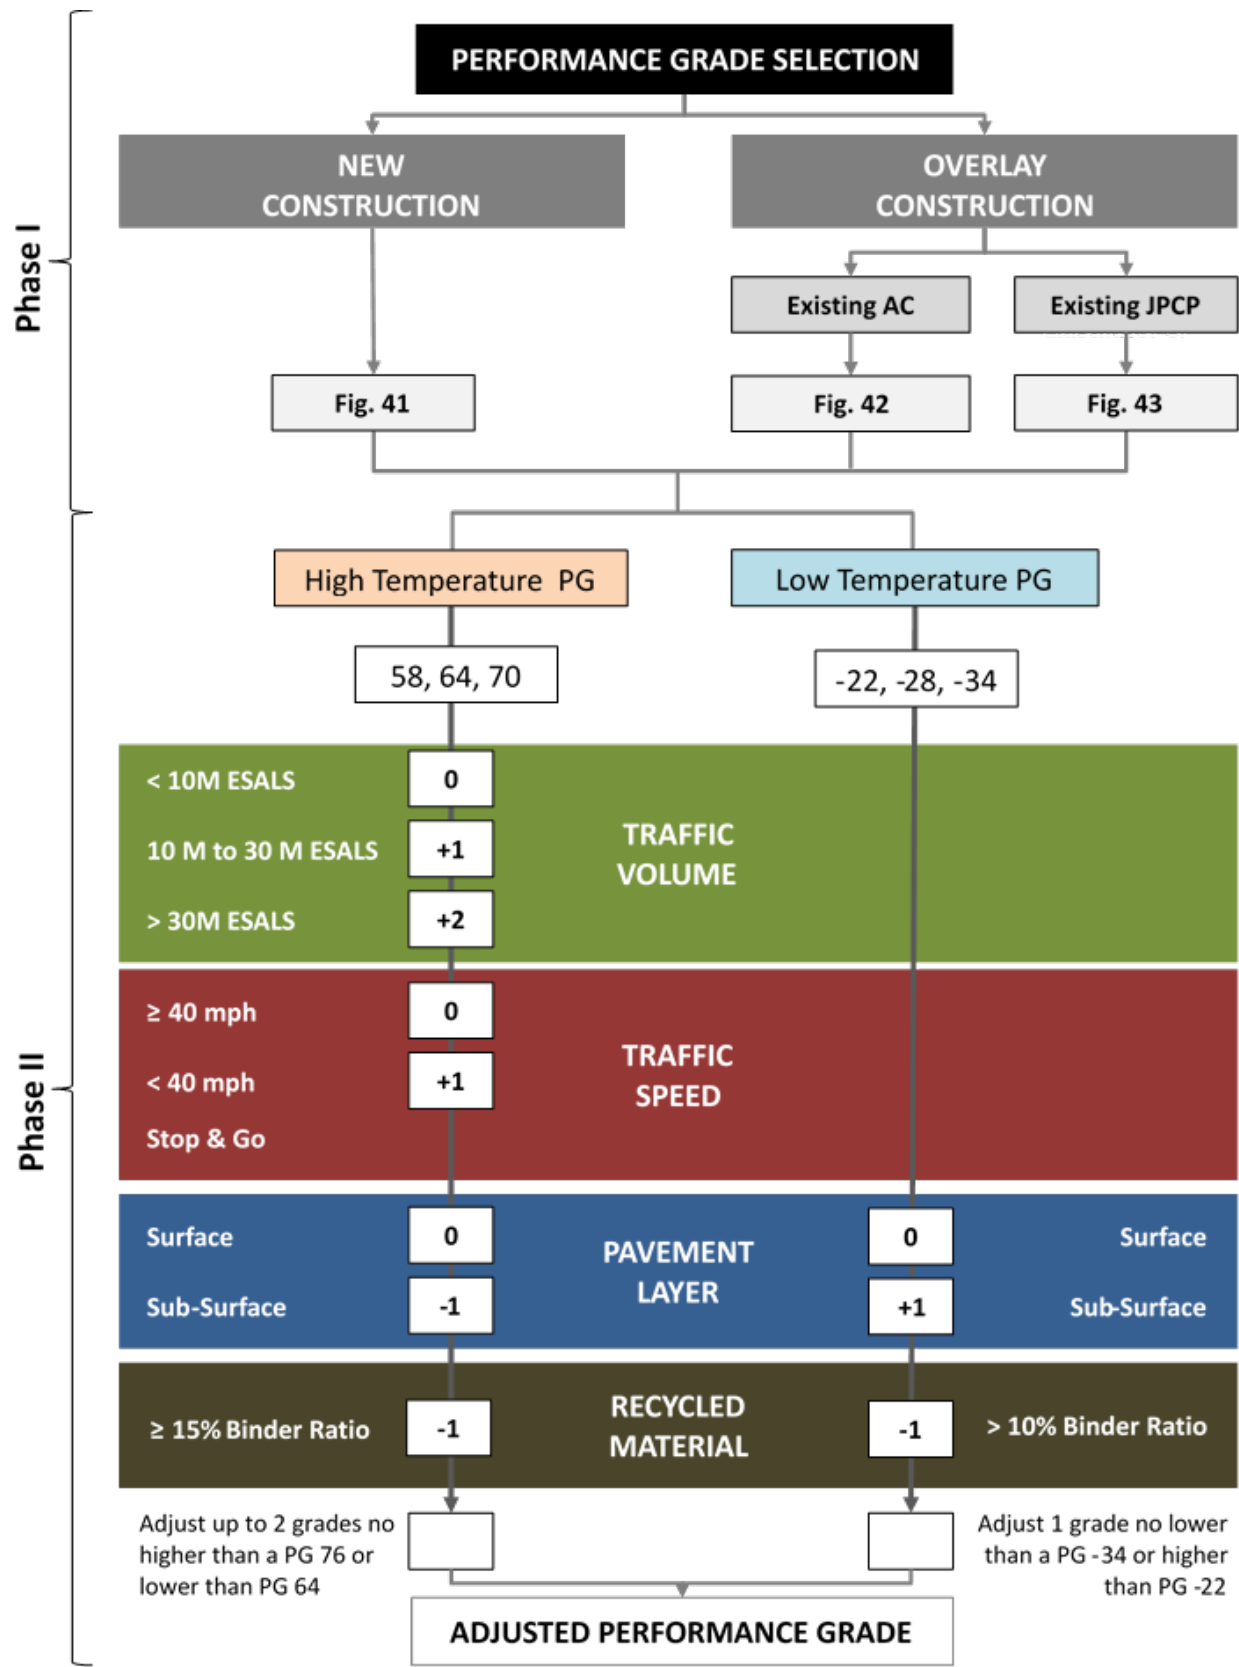 PERFORMANCE GRADE SELECTION
NEW
CONSTRUCTION
OVERLAY
CONSTRUCTION
Phase I
Existing AC
Existing JPCP
Fig. 41
Fig. 42
Fig. 43
High Temperature PG
Low Temperature PG
58, 64, 70
-22, -28, -34
Phase II
< 10M ESALS
0
10 M to 30 M ESALS
+1
> 30M ESALS
+2
TRAFFIC
VOLUME
≥ 40 mph
0
< 40 mph
+1
Stop & Go
TRAFFIC
SPEED
Surface
0
Sub-Surface
-1
PAVEMENT
LAYER
0
Surface
+1
Sub-Surface
≥ 15% Binder Ratio
-1
RECYCLED
MATERIAL
-1
> 10% Binder Ratio
Adjust up to 2 grades no
higher than a PG 76 or
lower than PG 64
Adjust 1 grade no lower
than a PG -34 or higher
than PG -22
ADJUSTED PERFORMANCE GRADE